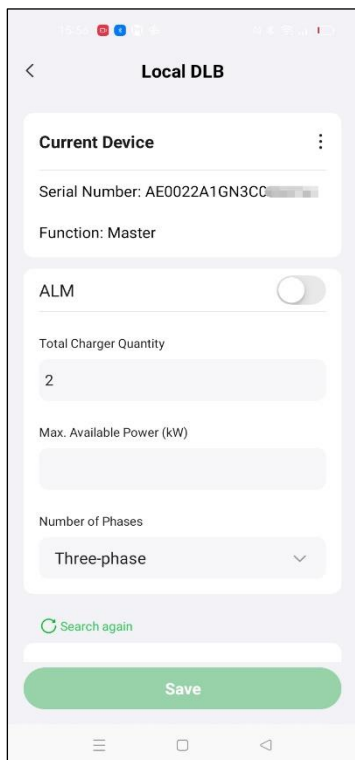 Local DLB
Current Device
Serial Number: AE0022A1GN3C0
Function: Master
ALM
Total Charger Quantity
2
Max. Available Power (kW)
Number of Phases
Three-phase
Search again
Save